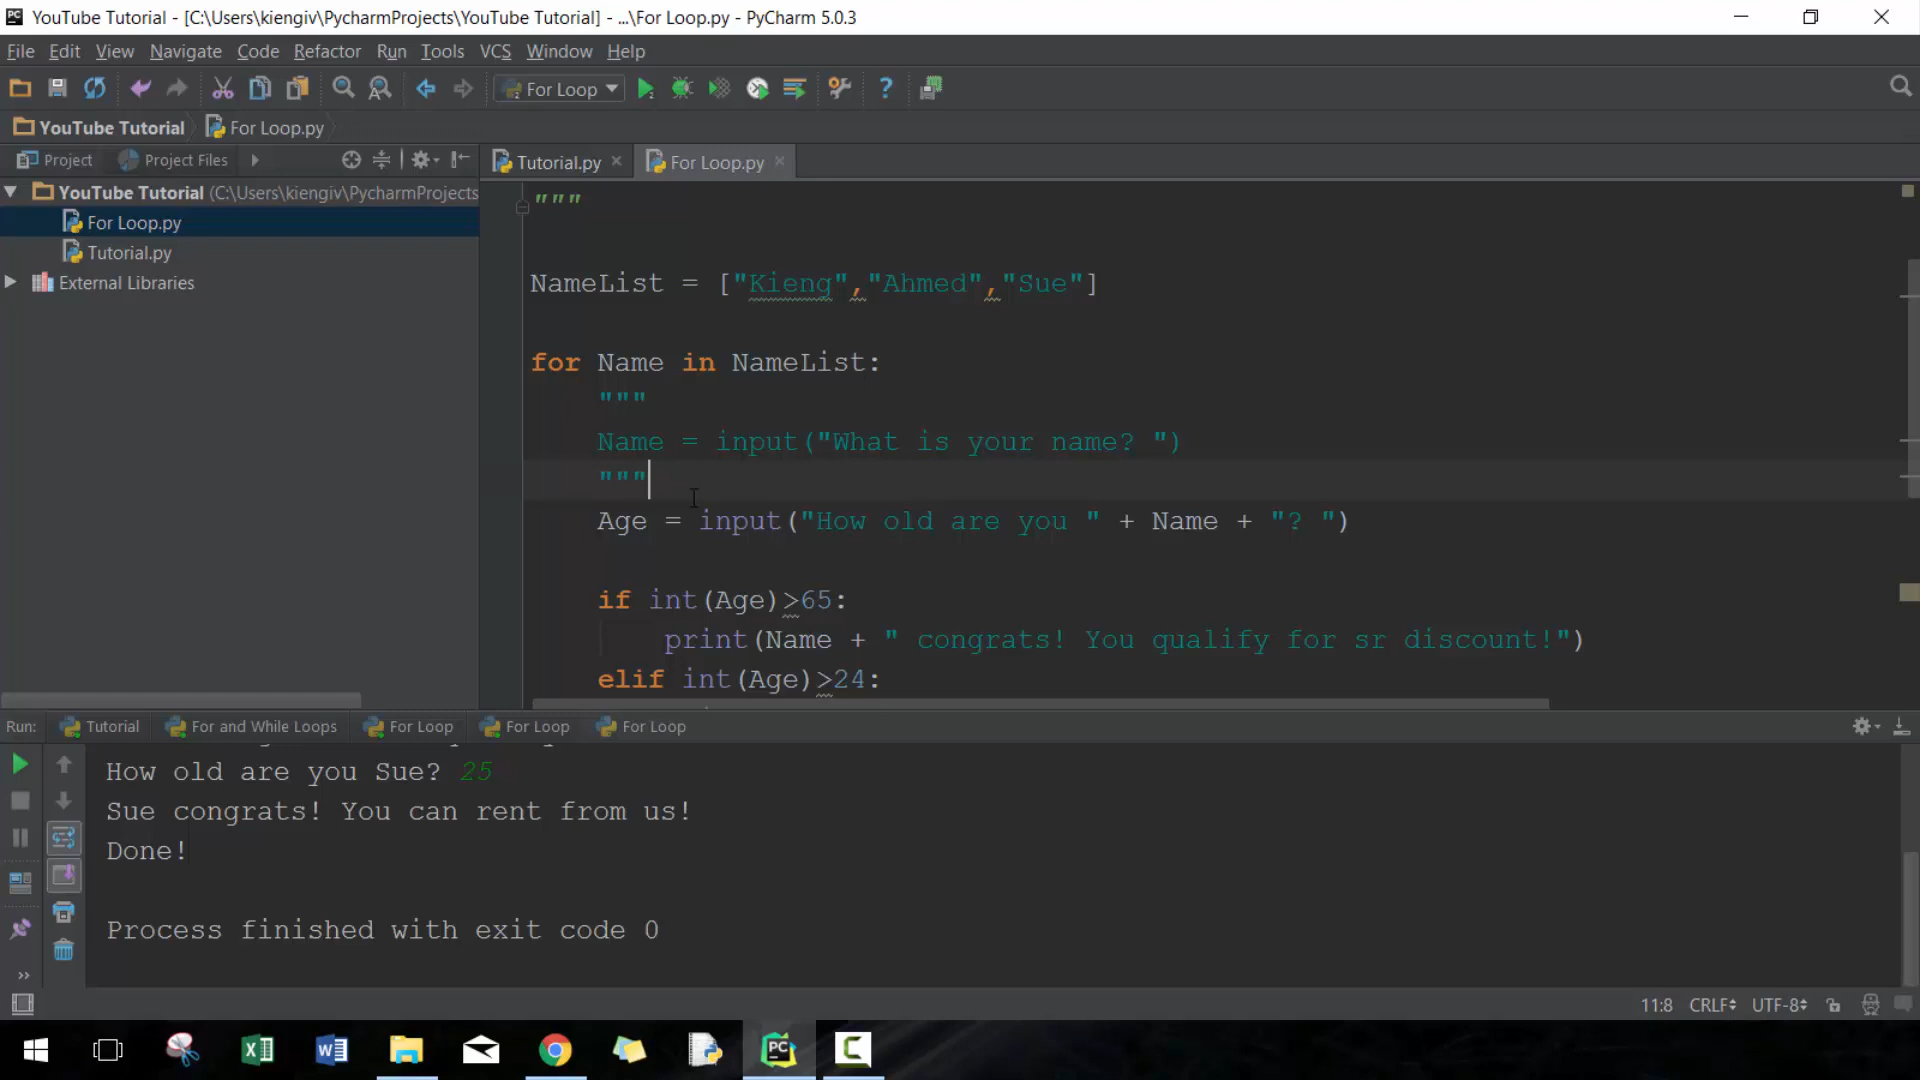 YouTube Tutorial - [C:\Users\kiengiv\PycharmProjects\YouTube Tutorial] - ...\For Loop.py - PyCharm 5.0.3
File Edit View Navigate Code Refactor Run Tools VCS Window Help
For Loop
YouTube Tutorial For Loop.py
Project Project Files
Tutorial.py For Loop.py
YouTube Tutorial (C:\Users\kiengiv\PycharmProjects
For Loop.py
Tutorial.py
External Libraries
"""
NameList = ["Kieng","Ahmed","Sue"]
for Name in NameList:
"""
Name = input("What is your name? ")
"""
Age = input("How old are you " + Name + "? ")
if int(Age)>65:
print(Name + " congrats! You qualify for sr discount!")
elif int(Age)>24:
Run: Tutorial For and While Loops For Loop For Loop For Loop
How old are you Sue? 25
Sue congrats! You can rent from us!
Done!
Process finished with exit code 0
11:8 CRLF UTF-8